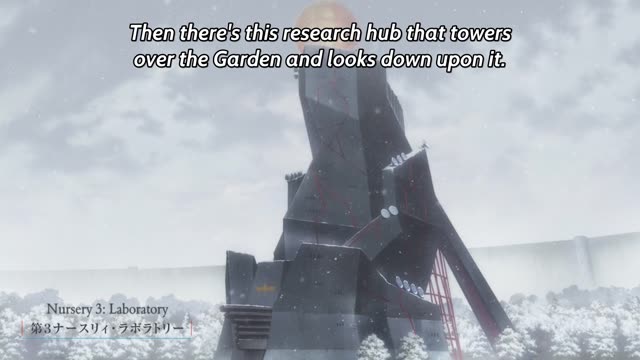 Then there's this research hub that towers
over the Garden and looks down upon it.
Nursery 3: Laboratory
第3ナースリィ・ラボラトリー